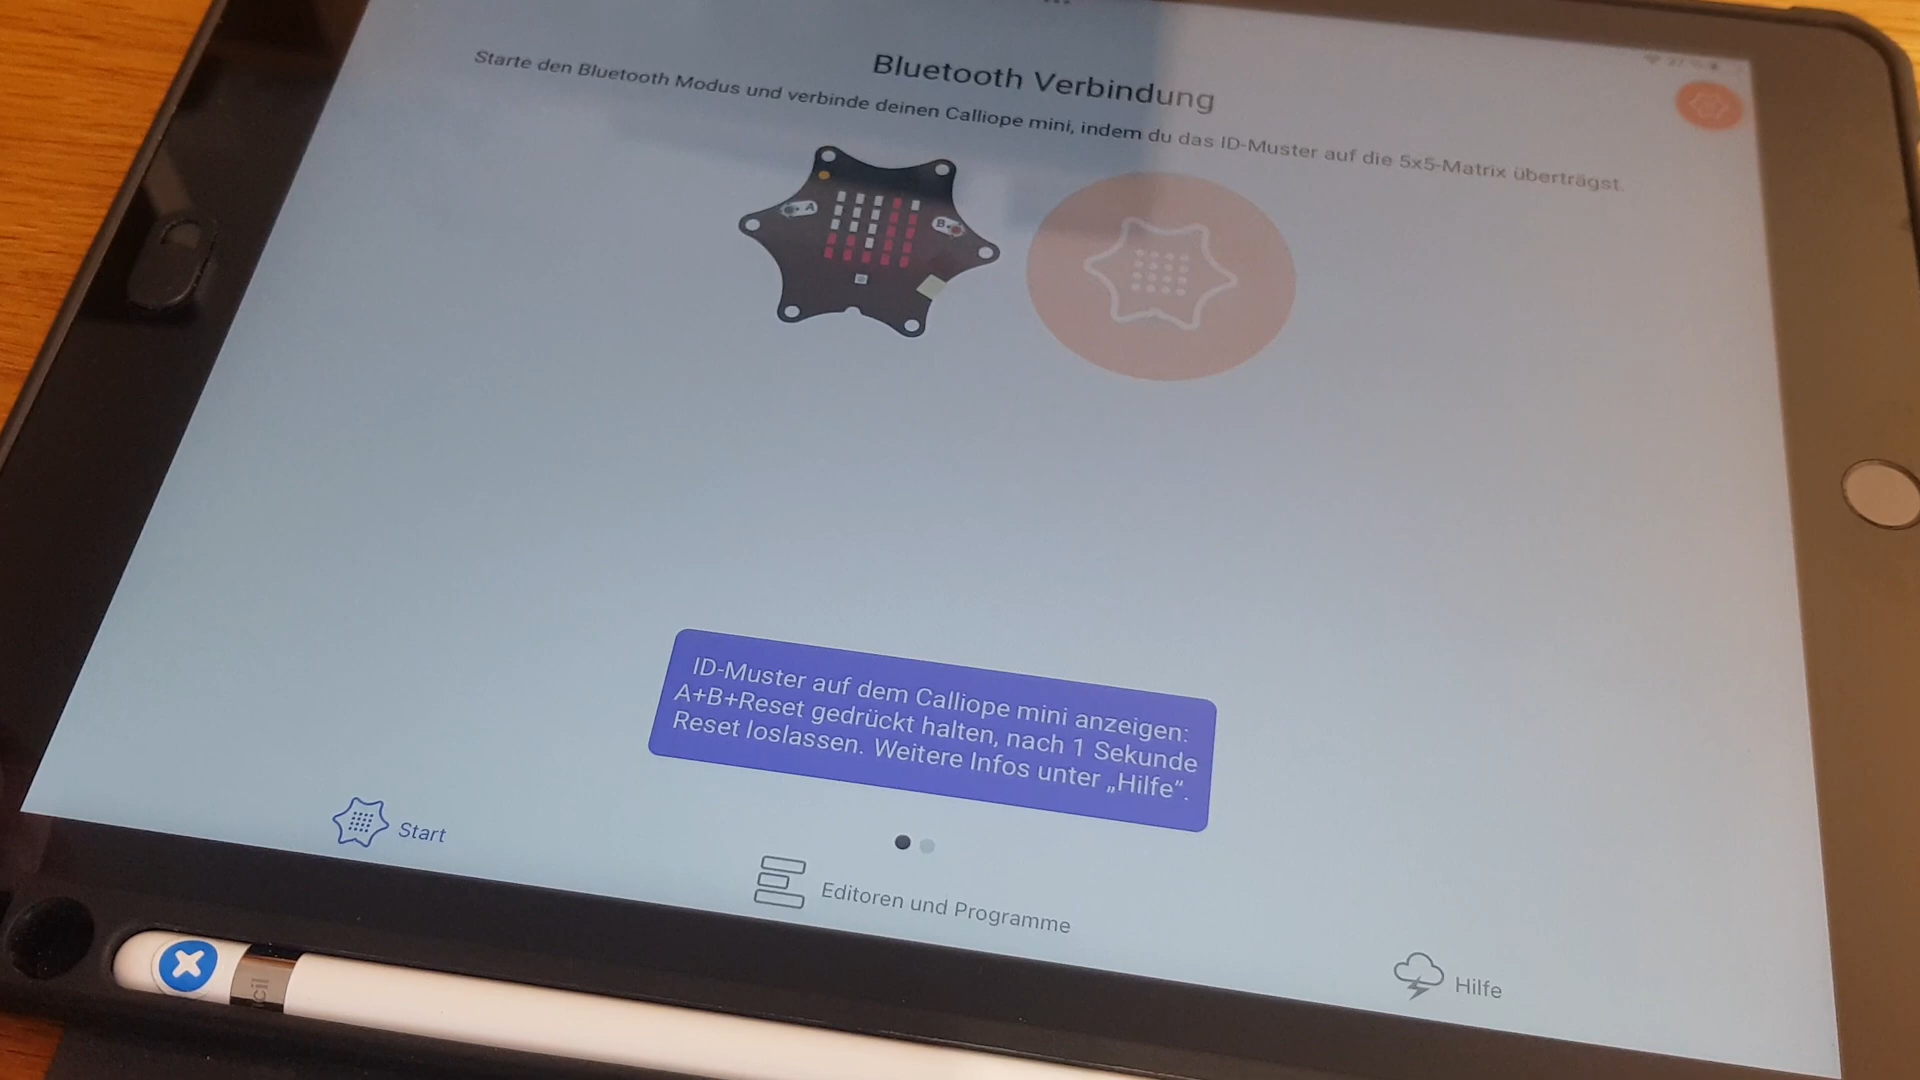 Bluetooth Verbindung
Starte den Bluetooth Modus und verbinde deinen Calliope mini, indem du das ID-Muster auf die 5x5-Matrix überträgst.
A
B
ID-Muster auf dem Calliope mini anzeigen:
A+B+Reset gedrückt halten, nach 1 Sekunde
Reset loslassen. Weitere Infos unter „Hilfe".
Start
Editoren und Programme
Hilfe
cil